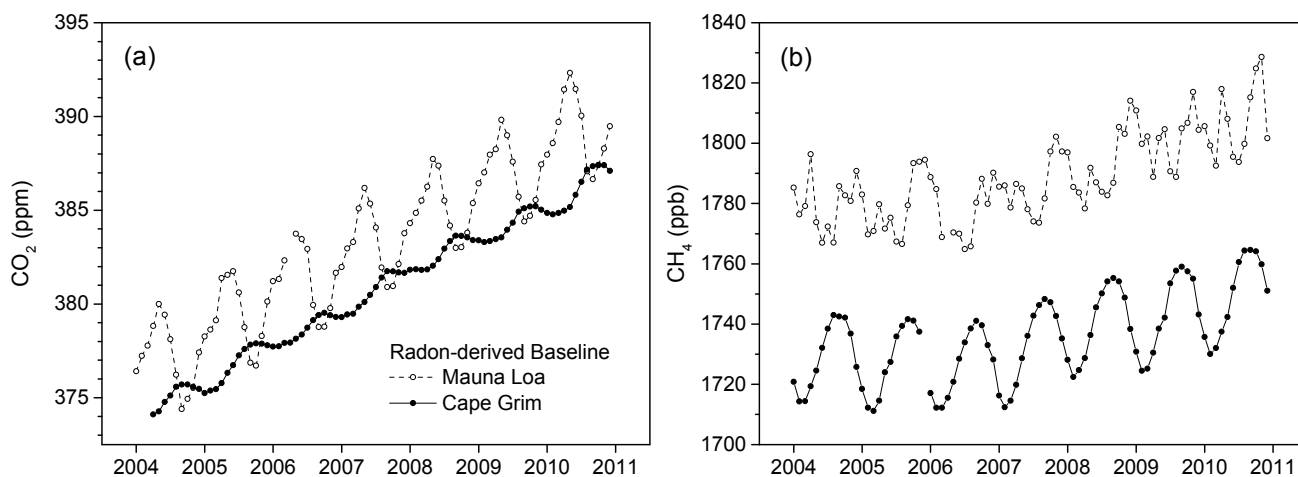 (a)
CO2 (ppm)
395
390
385
380
375
2004 2005 2006 2007 2008 2009 2010 2011
Radon-derived Baseline
Mauna Loa
Cape Grim
(b)
CH4 (ppb)
1840
1820
1800
1780
1760
1740
1720
1700
2004 2005 2006 2007 2008 2009 2010 2011